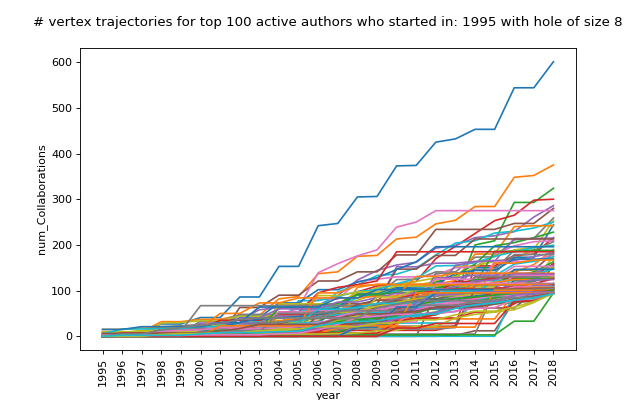 # vertex trajectories for top 100 active authors who started in: 1995 with hole of size 8
600
500
400
300
200
100
0
num_Collaborations
1995 1996 1997 1998 1999 2000 2001 2002 2003 2004 2005 2006 2007 2008 2009 2010 2011 2012 2013 2014 2015 2016 2017 2018
year